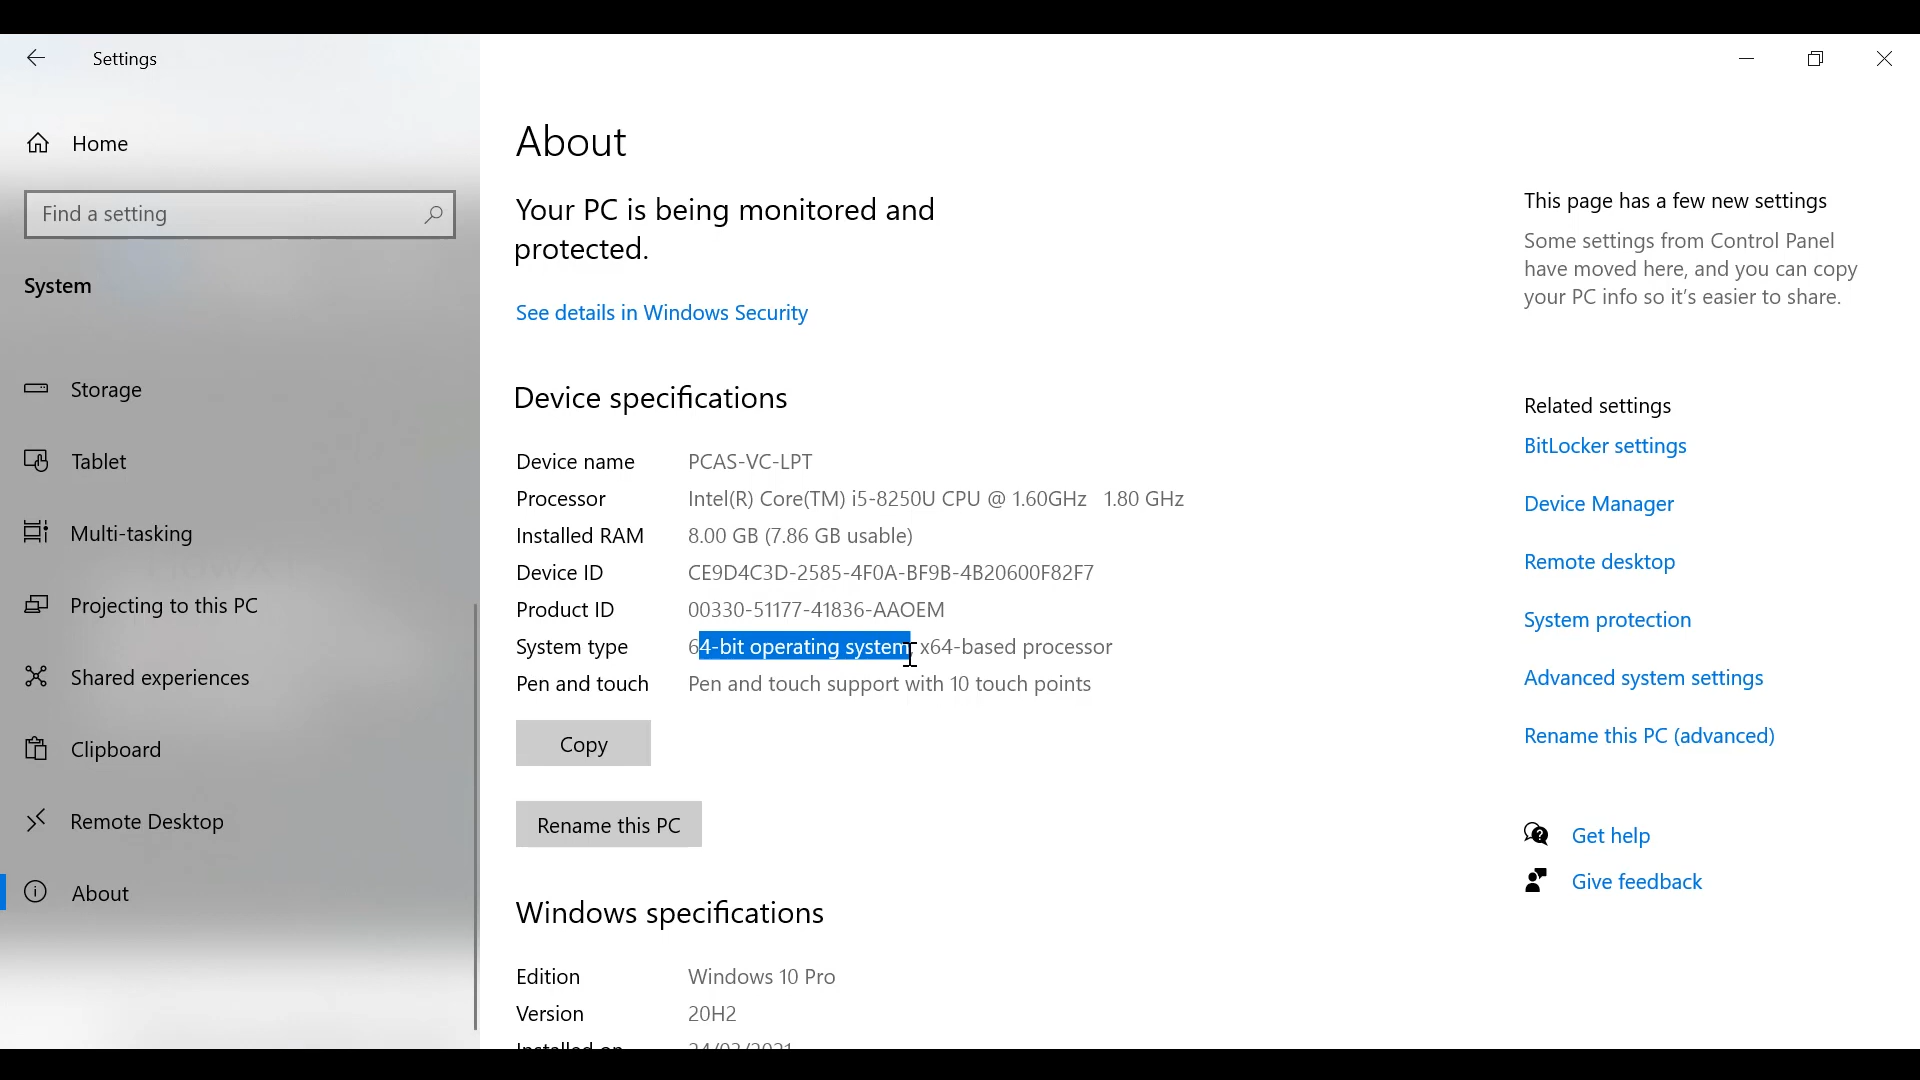 Settings
Home
Find a setting
System
Storage
Tablet
Multi-tasking
Projecting to this PC
Shared experiences
Clipboard
Remote Desktop
About
About
Your PC is being monitored and
protected.
See details in Windows Security
Device specifications
Device name PCAS-VC-LPT
Processor Intel(R) Core(TM) i5-8250U CPU @ 1.60GHz 1.80 GHz
Installed RAM 8.00 GB (7.86 GB usable)
Device ID CE9D4C3D-2585-4F0A-BF9B-4B20600F82F7
Product ID 00330-51177-41836-AAOEM
System type 64-bit operating system, x64-based processor
Pen and touch Pen and touch support with 10 touch points
Copy
Rename this PC
Windows specifications
Edition Windows 10 Pro
Version 20H2
Installed on 24/03/2021
This page has a few new settings
Some settings from Control Panel
have moved here, and you can copy
your PC info so it's easier to share.
Related settings
BitLocker settings
Device Manager
Remote desktop
System protection
Advanced system settings
Rename this PC (advanced)
Get help
Give feedback